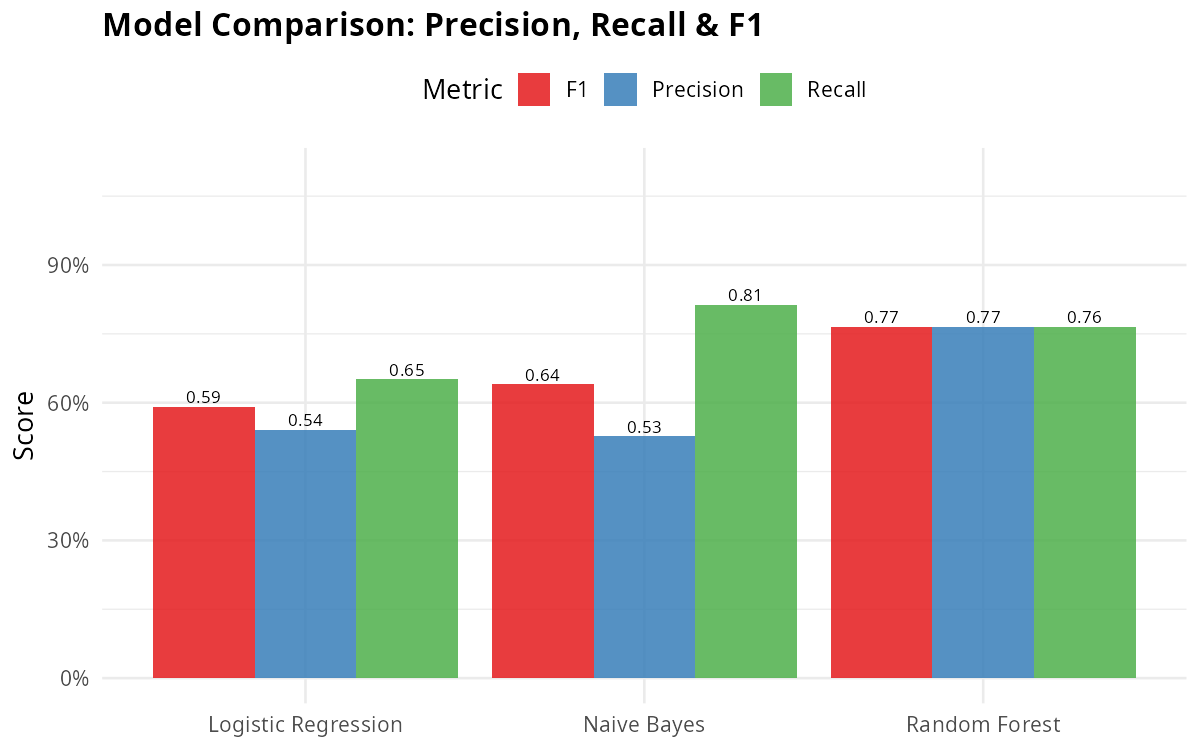 Model Comparison: Precision, Recall & F1
Metric F1 Precision Recall
Score
90%
60%
30%
0%
0.59 0.54 0.65
0.64 0.53 0.81
0.77 0.77 0.76
Logistic Regression Naive Bayes Random Forest